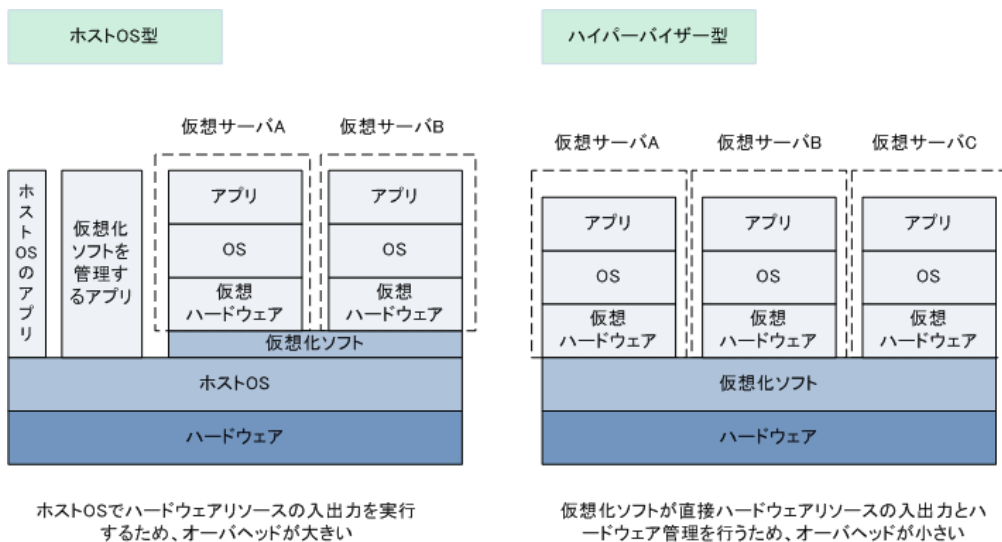 ホストOS型
仮想サーバA
仮想サーバB
ホストOSのアプリ
仮想化
ソフトを
管理す
るアプリ
アプリ
OS
仮想
ハードウェア
アプリ
OS
仮想
ハードウェア
仮想化ソフト
ホストOS
ハードウェア
ホストOSでハードウェアリソースの入出力を実行
するため、オーバヘッドが大きい
ハイパーバイザー型
仮想サーバA
仮想サーバB
仮想サーバC
アプリ
OS
仮想
ハードウェア
アプリ
OS
仮想
ハードウェア
アプリ
OS
仮想
ハードウェア
仮想化ソフト
ハードウェア
仮想化ソフトが直接ハードウェアリソースの入出力とハ
ードウェア管理を行うため、オーバヘッドが小さい